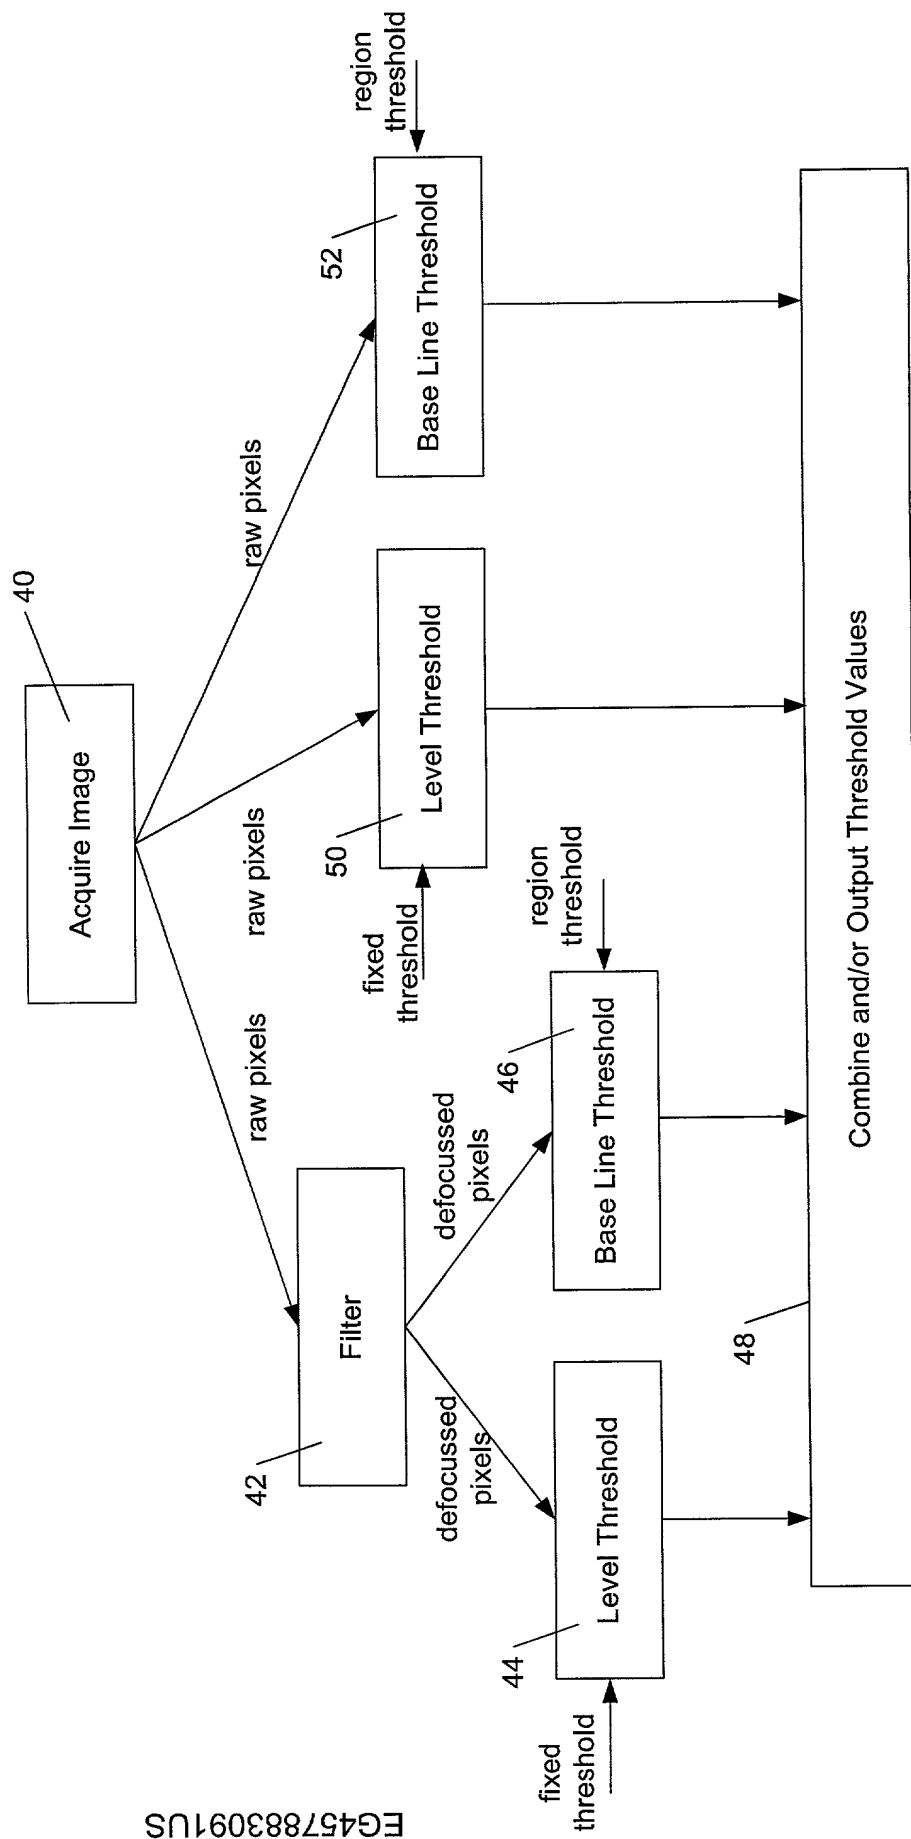 40
Acquire Image
raw pixels
raw pixels
raw pixels
42
Filter
fixed
threshold
50
Level Threshold
52
Base Line Threshold
region
threshold
defocussed
pixels
defocussed
pixels
fixed
threshold
44
Level Threshold
46
Base Line Threshold
region
threshold
48
Combine and/or Output Threshold Values
EG457883091US